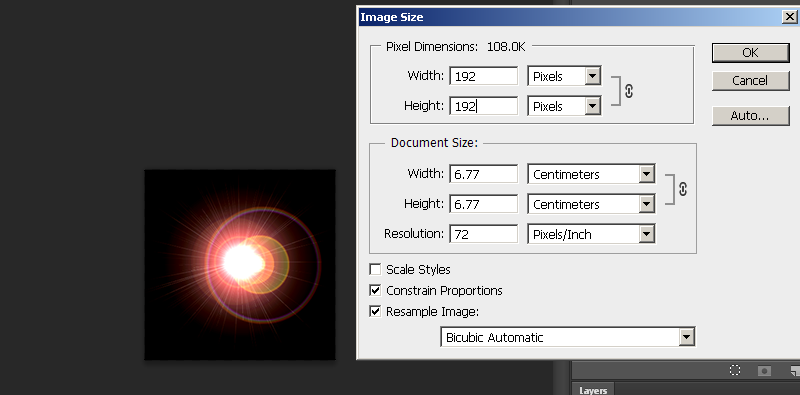 Image Size
Pixel Dimensions: 108.0K
Width: 192 Pixels
Height: 192 Pixels
OK
Cancel
Auto...
Document Size:
Width: 6.77 Centimeters
Height: 6.77 Centimeters
Resolution: 72 Pixels/Inch
Scale Styles
Constrain Proportions
Resample Image:
Bicubic Automatic
Layers